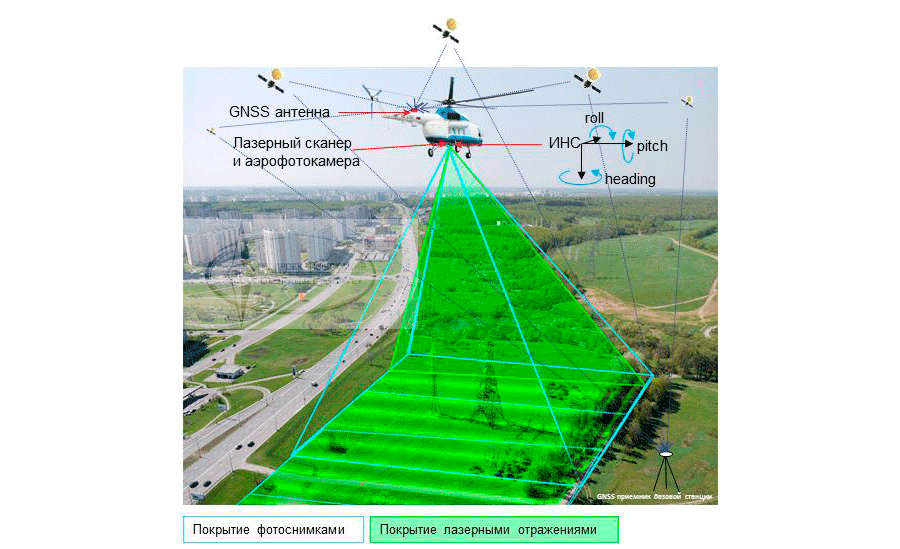 GNSS антенна
roll
Лазерный сканер
и аэрофотокамера
ИНС
pitch
heading
GNSS приемник базовой станции
Покрытие фотоснимками
Покрытие лазерными отражениями